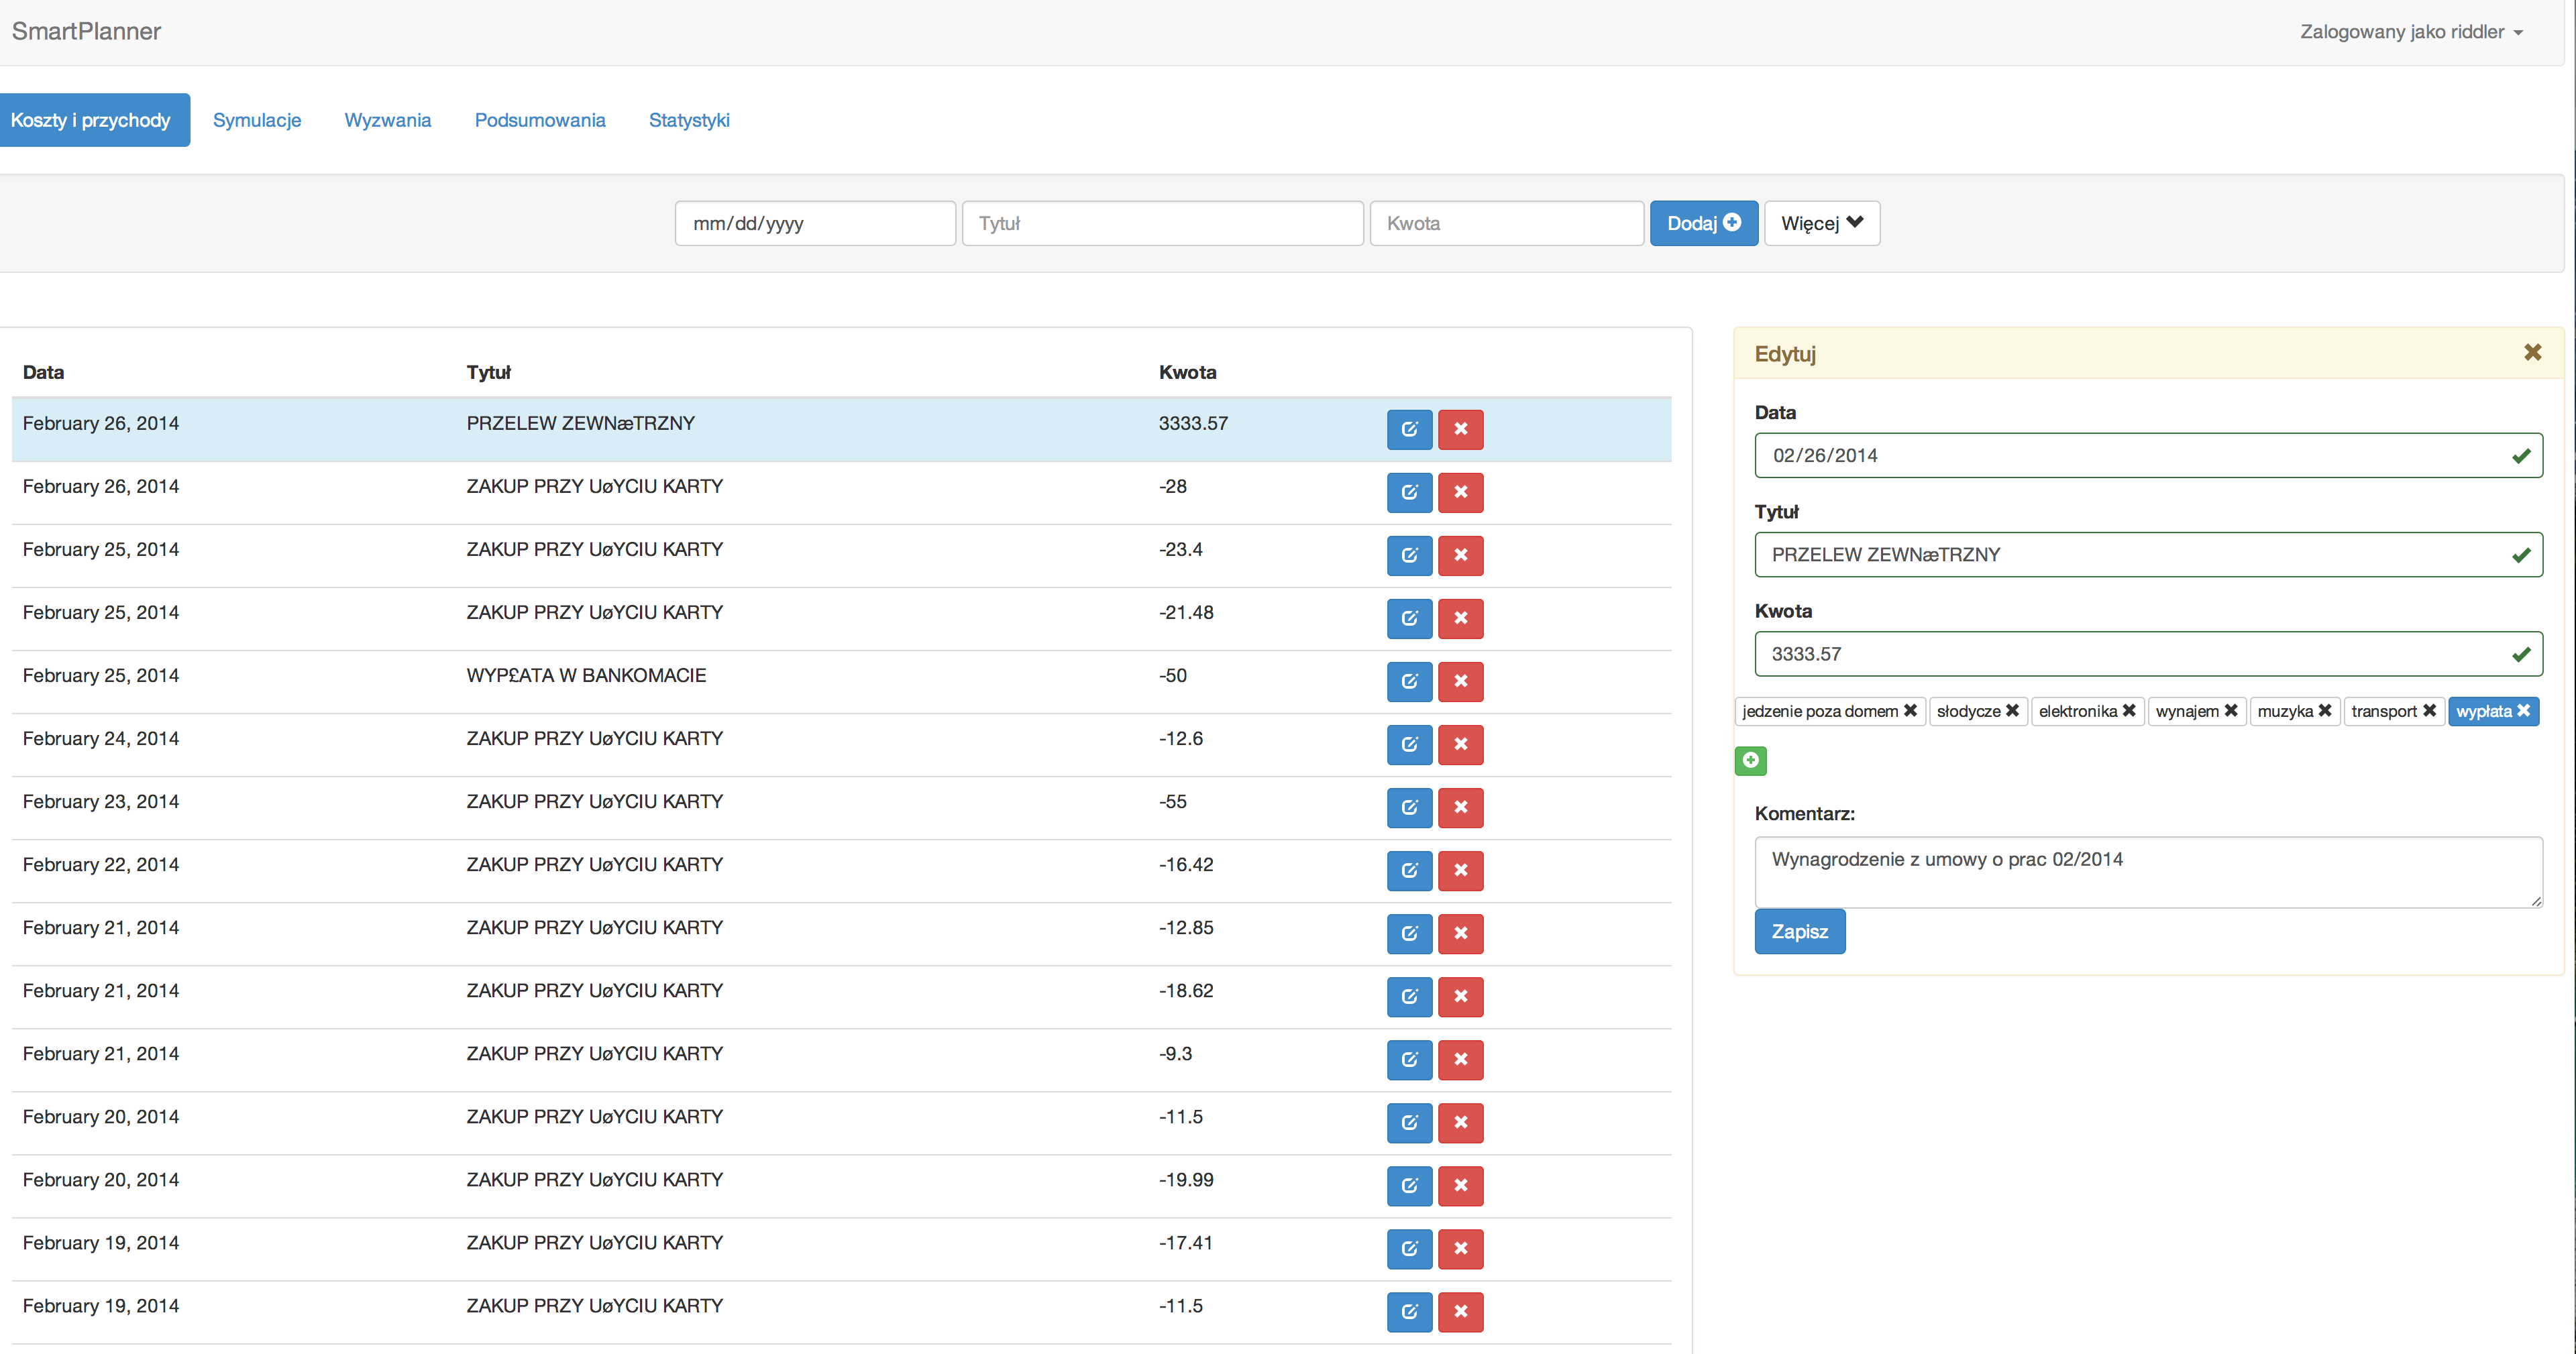 SmartPlanner
Zalogowany jako riddler
Koszty i przychody Symulacje Wyzwania Podsumowania Statystyki
mm/dd/yyyy Tytuł Kwota Dodaj Więcej
Data Tytuł Kwota
February 26, 2014 PRZELEW ZEWNæTRZNY 3333.57
February 26, 2014 ZAKUP PRZY UøYCIU KARTY -28
February 25, 2014 ZAKUP PRZY UøYCIU KARTY -23.4
February 25, 2014 ZAKUP PRZY UøYCIU KARTY -21.48
February 25, 2014 WYP£ATA W BANKOMACIE -50
February 24, 2014 ZAKUP PRZY UøYCIU KARTY -12.6
February 23, 2014 ZAKUP PRZY UøYCIU KARTY -55
February 22, 2014 ZAKUP PRZY UøYCIU KARTY -16.42
February 21, 2014 ZAKUP PRZY UøYCIU KARTY -12.85
February 21, 2014 ZAKUP PRZY UøYCIU KARTY -18.62
February 21, 2014 ZAKUP PRZY UøYCIU KARTY -9.3
February 20, 2014 ZAKUP PRZY UøYCIU KARTY -11.5
February 20, 2014 ZAKUP PRZY UøYCIU KARTY -19.99
February 19, 2014 ZAKUP PRZY UøYCIU KARTY -17.41
February 19, 2014 ZAKUP PRZY UøYCIU KARTY -11.5
Edytuj
Data
02/26/2014
Tytuł
PRZELEW ZEWNæTRZNY
Kwota
3333.57
jedzenie poza domem słodycze elektronika wynajem muzyka transport wypłata
Komentarz:
Wynagrodzenie z umowy o prac 02/2014
Zapisz